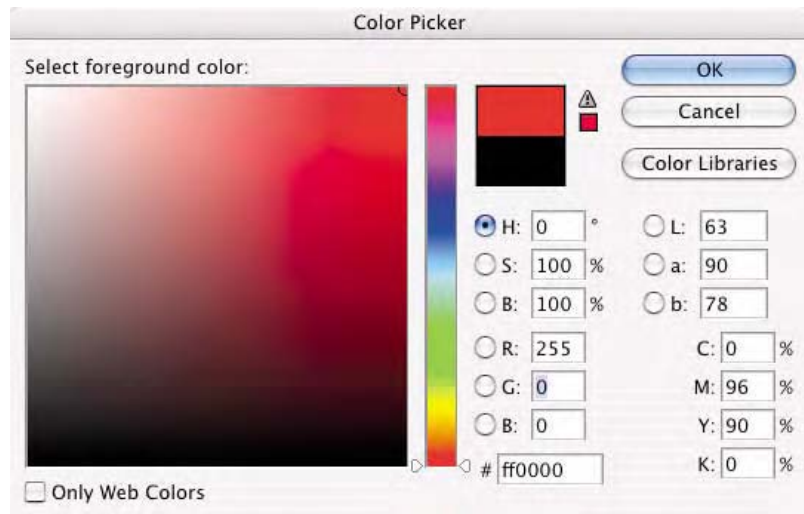 Color Picker
Select foreground color:
OK
Cancel
Color Libraries
H: 0 °
S: 100 %
B: 100 %
R: 255
G: 0
B: 0
# ff0000
L: 63
a: 90
b: 78
C: 0 %
M: 96 %
Y: 90 %
K: 0 %
Only Web Colors